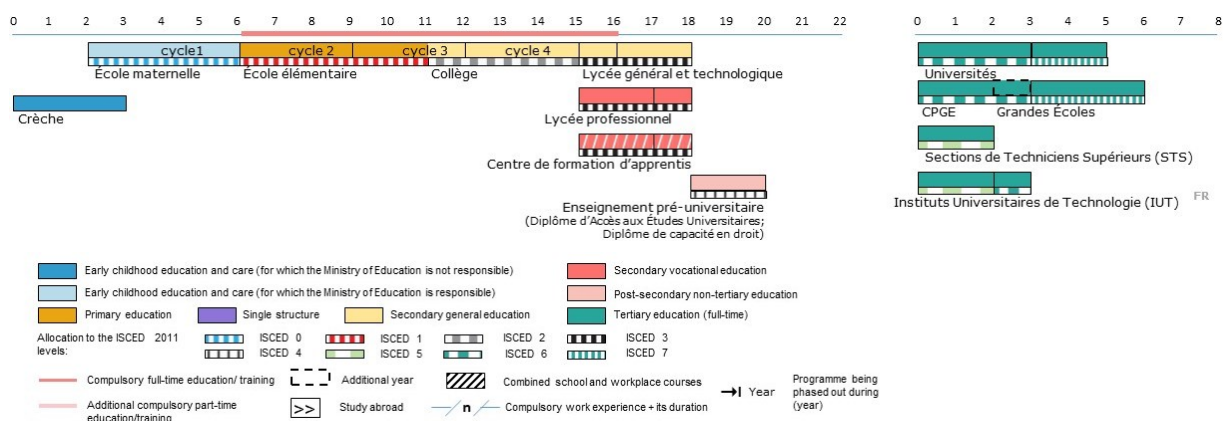 0 1 2 3 4 5 6 7 8 9 10 11 12 13 14 15 16 17 18 19 20 21 22
0 1 2 3 4 5 6 7 8
cycle1 cycle 2 cycle 3 cycle 4
École maternelle École élémentaire Collège Lycée général et technologique
Crèche
Lycée professionnel
Centre de formation d'apprentis
Enseignement pré-universitaire
(Diplôme d'Accès aux Études Universitaires;
Diplôme de capacité en droit)
Universités
CPGE Grandes Écoles
Sections de Techniciens Supérieurs (STS)
Instituts Universitaires de Technologie (IUT)
FR
Early childhood education and care (for which the Ministry of Education is not responsible)
Secondary vocational education
Early childhood education and care (for which the Ministry of Education is responsible)
Post-secondary non-tertiary education
Primary education Single structure Secondary general education Tertiary education (full-time)
Allocation to the ISCED 2011
levels:
ISCED 0 ISCED 1 ISCED 2 ISCED 3
ISCED 4 ISCED 5 ISCED 6 ISCED 7
Compulsory full-time education/ training
Additional year
Combined school and workplace courses
Year
Programme being
phased out during
(year)
Additional compulsory part-time
education/training
>> Study abroad
n Compulsory work experience + its duration